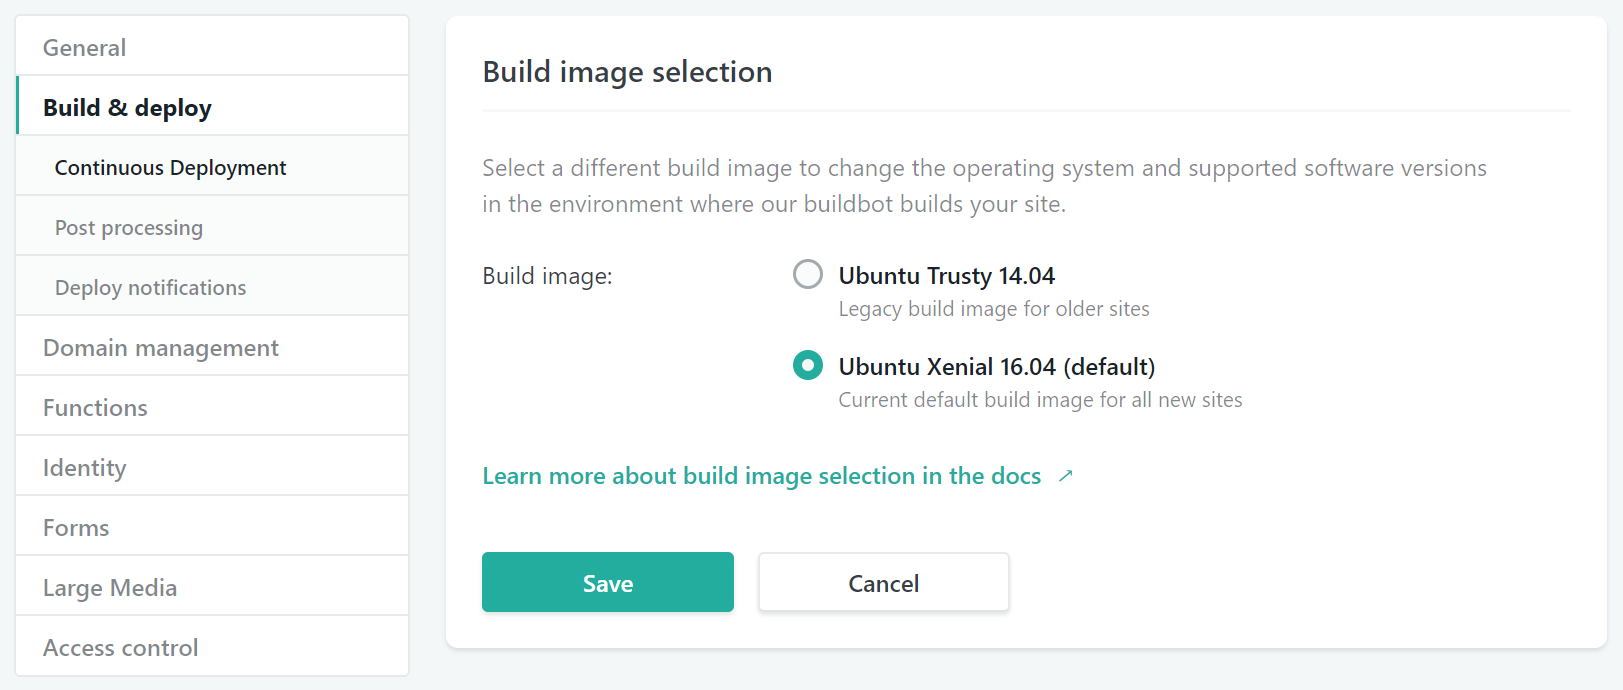 General
Build & deploy
Continuous Deployment
Post processing
Deploy notifications
Domain management
Functions
Identity
Forms
Large Media
Access control
Build image selection
Select a different build image to change the operating system and supported software versions
in the environment where our buildbot builds your site.
Build image:
Ubuntu Trusty 14.04
Legacy build image for older sites
Ubuntu Xenial 16.04 (default)
Current default build image for all new sites
Learn more about build image selection in the docs ↗
Save
Cancel